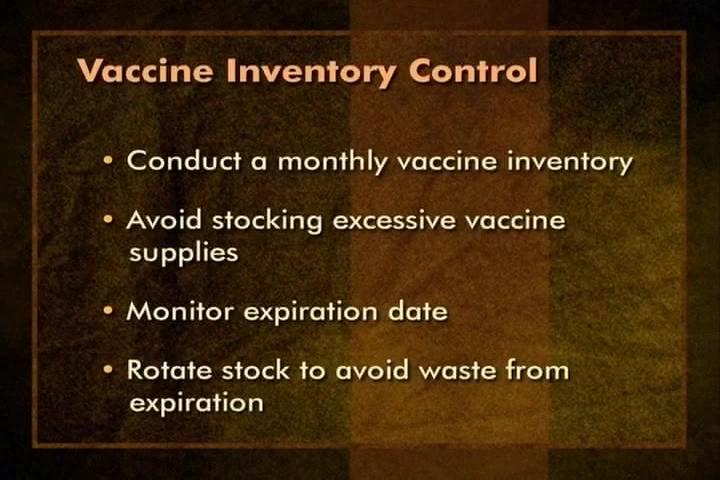 Vaccine Inventory Control
• Conduct a monthly vaccine inventory
• Avoid stocking excessive vaccine
supplies
• Monitor expiration date
• Rotate stock to avoid waste from
expiration